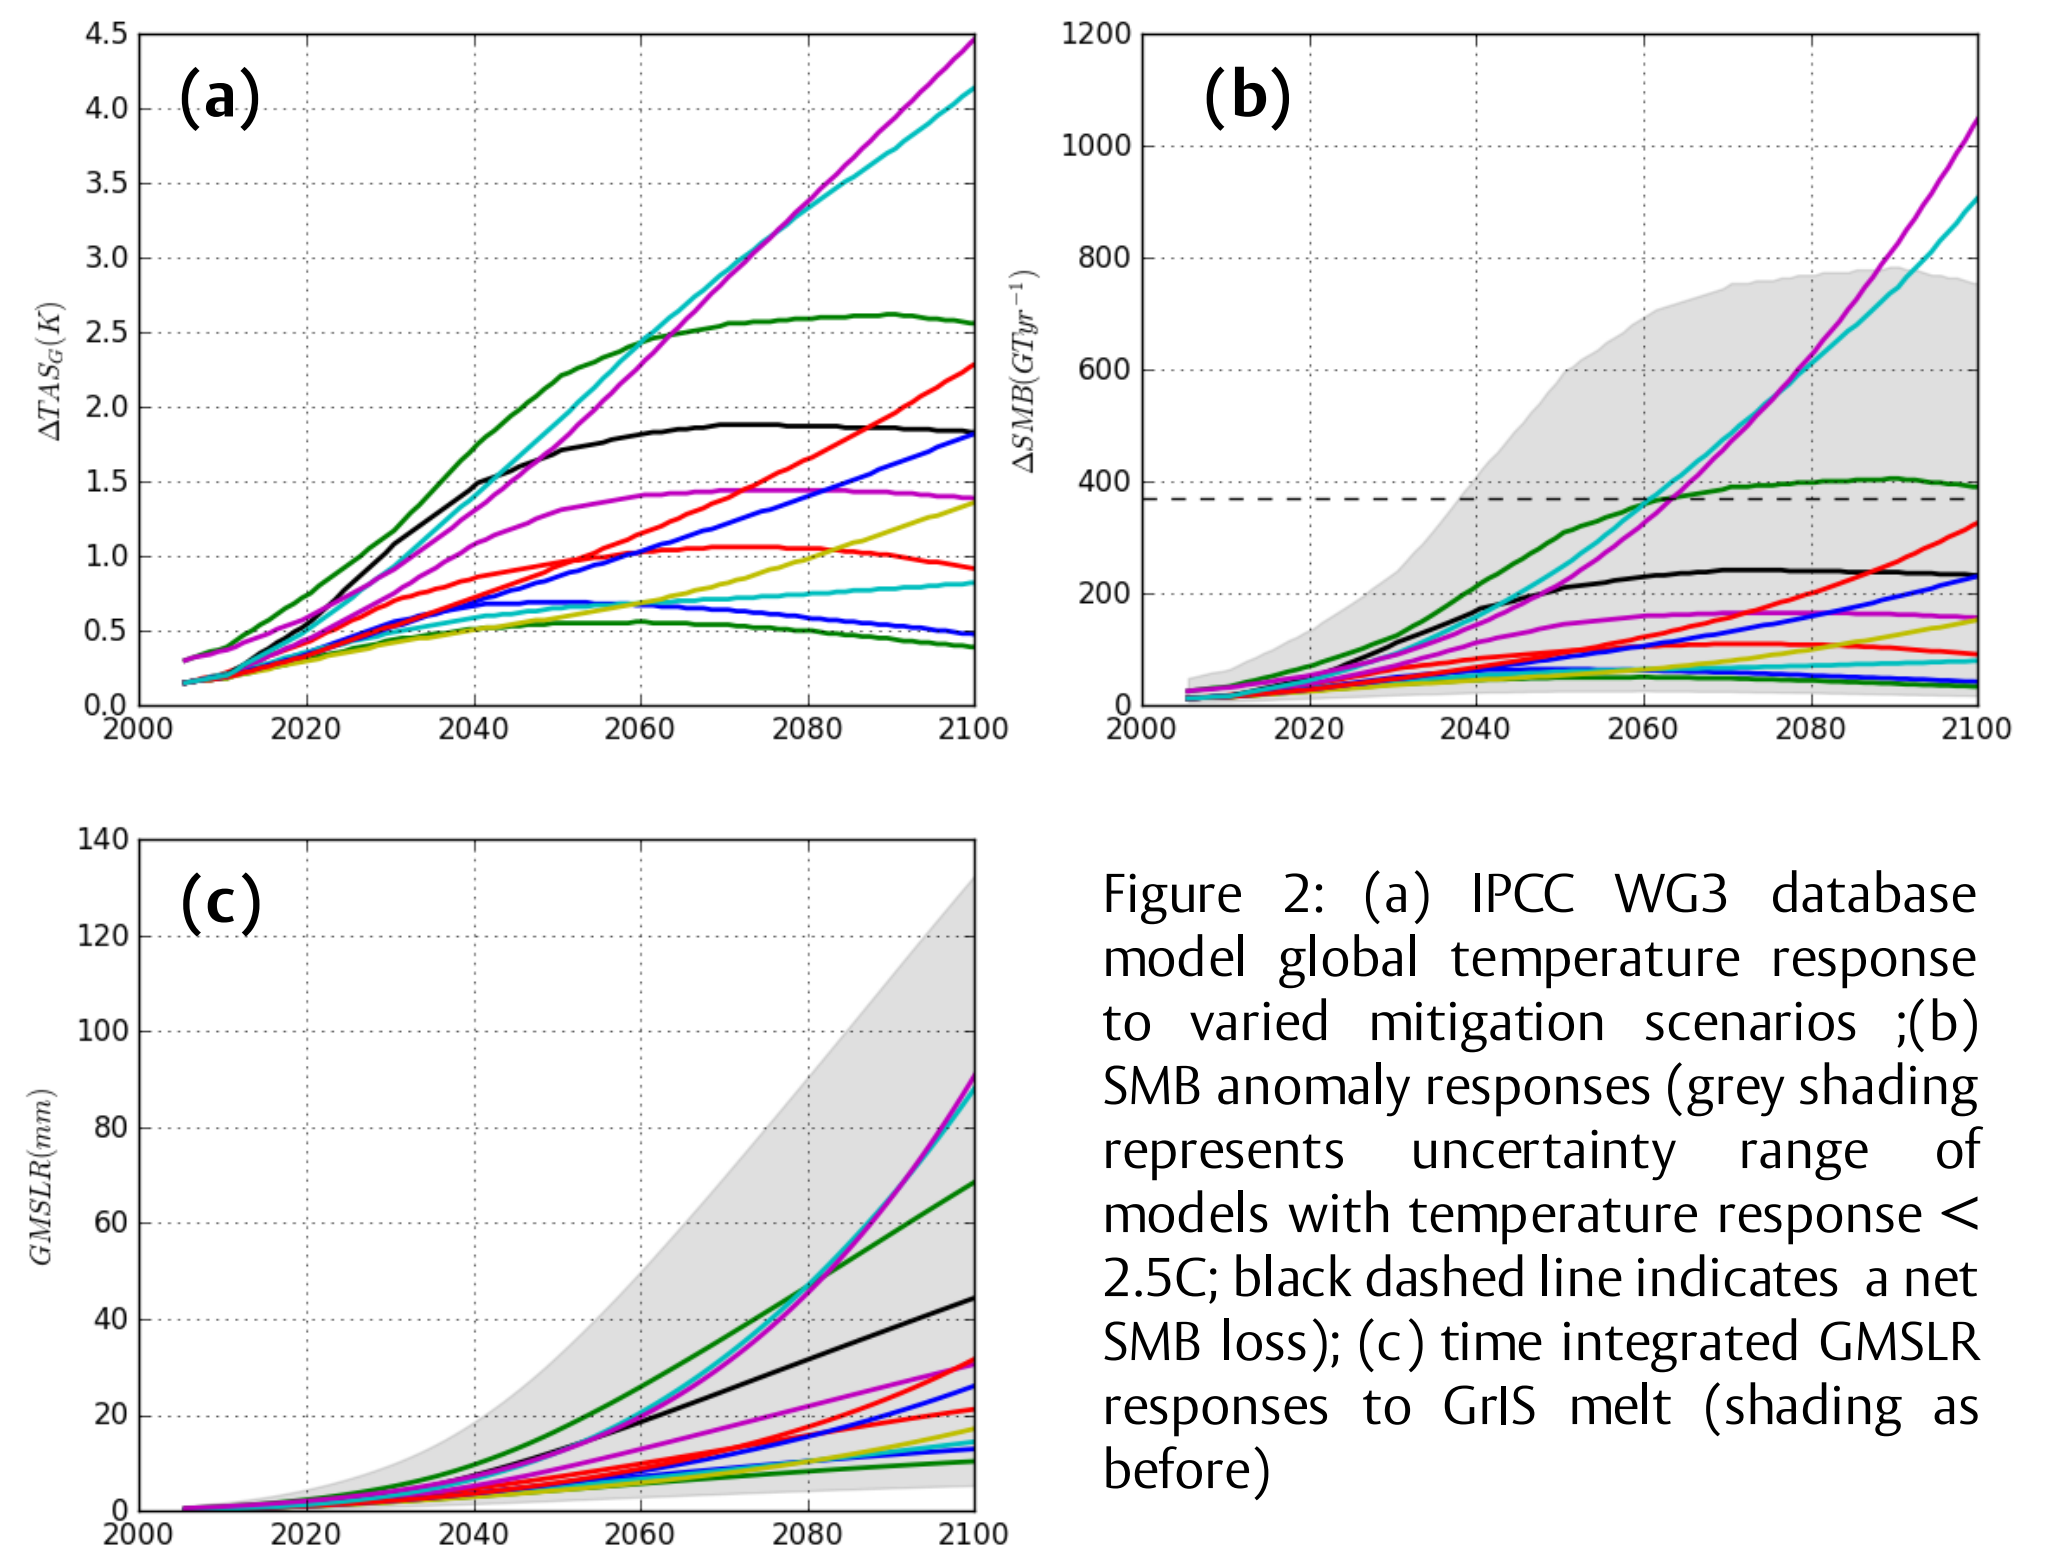 (a)
4.5
4.0
3.5
3.0
2.5
2.0
1.5
1.0
0.5
0.0
2000 2020 2040 2060 2080 2100
ΔTAS_G(K)
(b)
1200
1000
800
600
400
200
0
2000 2020 2040 2060 2080 2100
ΔSMB(GTyr⁻¹)
(c)
140
120
100
80
60
40
20
0
2000 2020 2040 2060 2080 2100
GMSLR(mm)
Figure 2: (a) IPCC WG3 database
model global temperature response
to varied mitigation scenarios ;(b)
SMB anomaly responses (grey shading
represents uncertainty range of
models with temperature response <
2.5C; black dashed line indicates a net
SMB loss); (c) time integrated GMSLR
responses to GrIS melt (shading as
before)